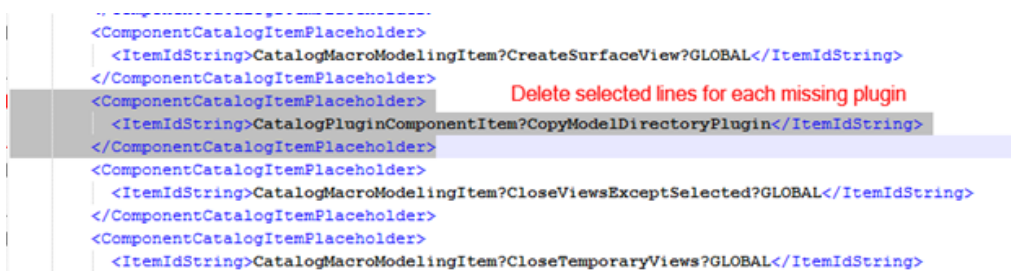 <ComponentCatalogItemPlaceholder>
<ItemIdString>CatalogMacroModelingItem?CreateSurfaceView?GLOBAL</ItemIdString>
</ComponentCatalogItemPlaceholder>
<ComponentCatalogItemPlaceholder> Delete selected lines for each missing plugin
<ItemIdString>CatalogPluginComponentItem?CopyModelDirectoryPlugin</ItemIdString>
</ComponentCatalogItemPlaceholder>
<ComponentCatalogItemPlaceholder>
<ItemIdString>CatalogMacroModelingItem?CloseViewsExceptSelected?GLOBAL</ItemIdString>
</ComponentCatalogItemPlaceholder>
<ComponentCatalogItemPlaceholder>
<ItemIdString>CatalogMacroModelingItem?CloseTemporaryViews?GLOBAL</ItemIdString>